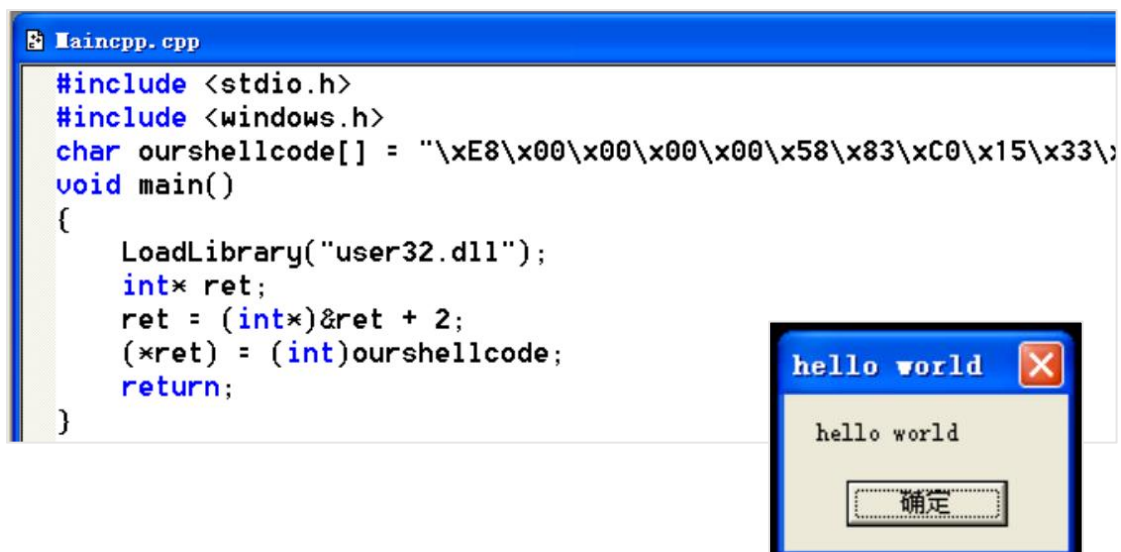 Maincpp.cpp
#include <stdio.h>
#include <windows.h>
char ourshellcode[] = "\xE8\x00\x00\x00\x00\x58\x83\xC0\x15\x33\
void main()
{
LoadLibrary("user32.dll");
int* ret;
ret = (int*)&ret + 2;
(*ret) = (int)ourshellcode;
return;
}
hello world
hello world
确定